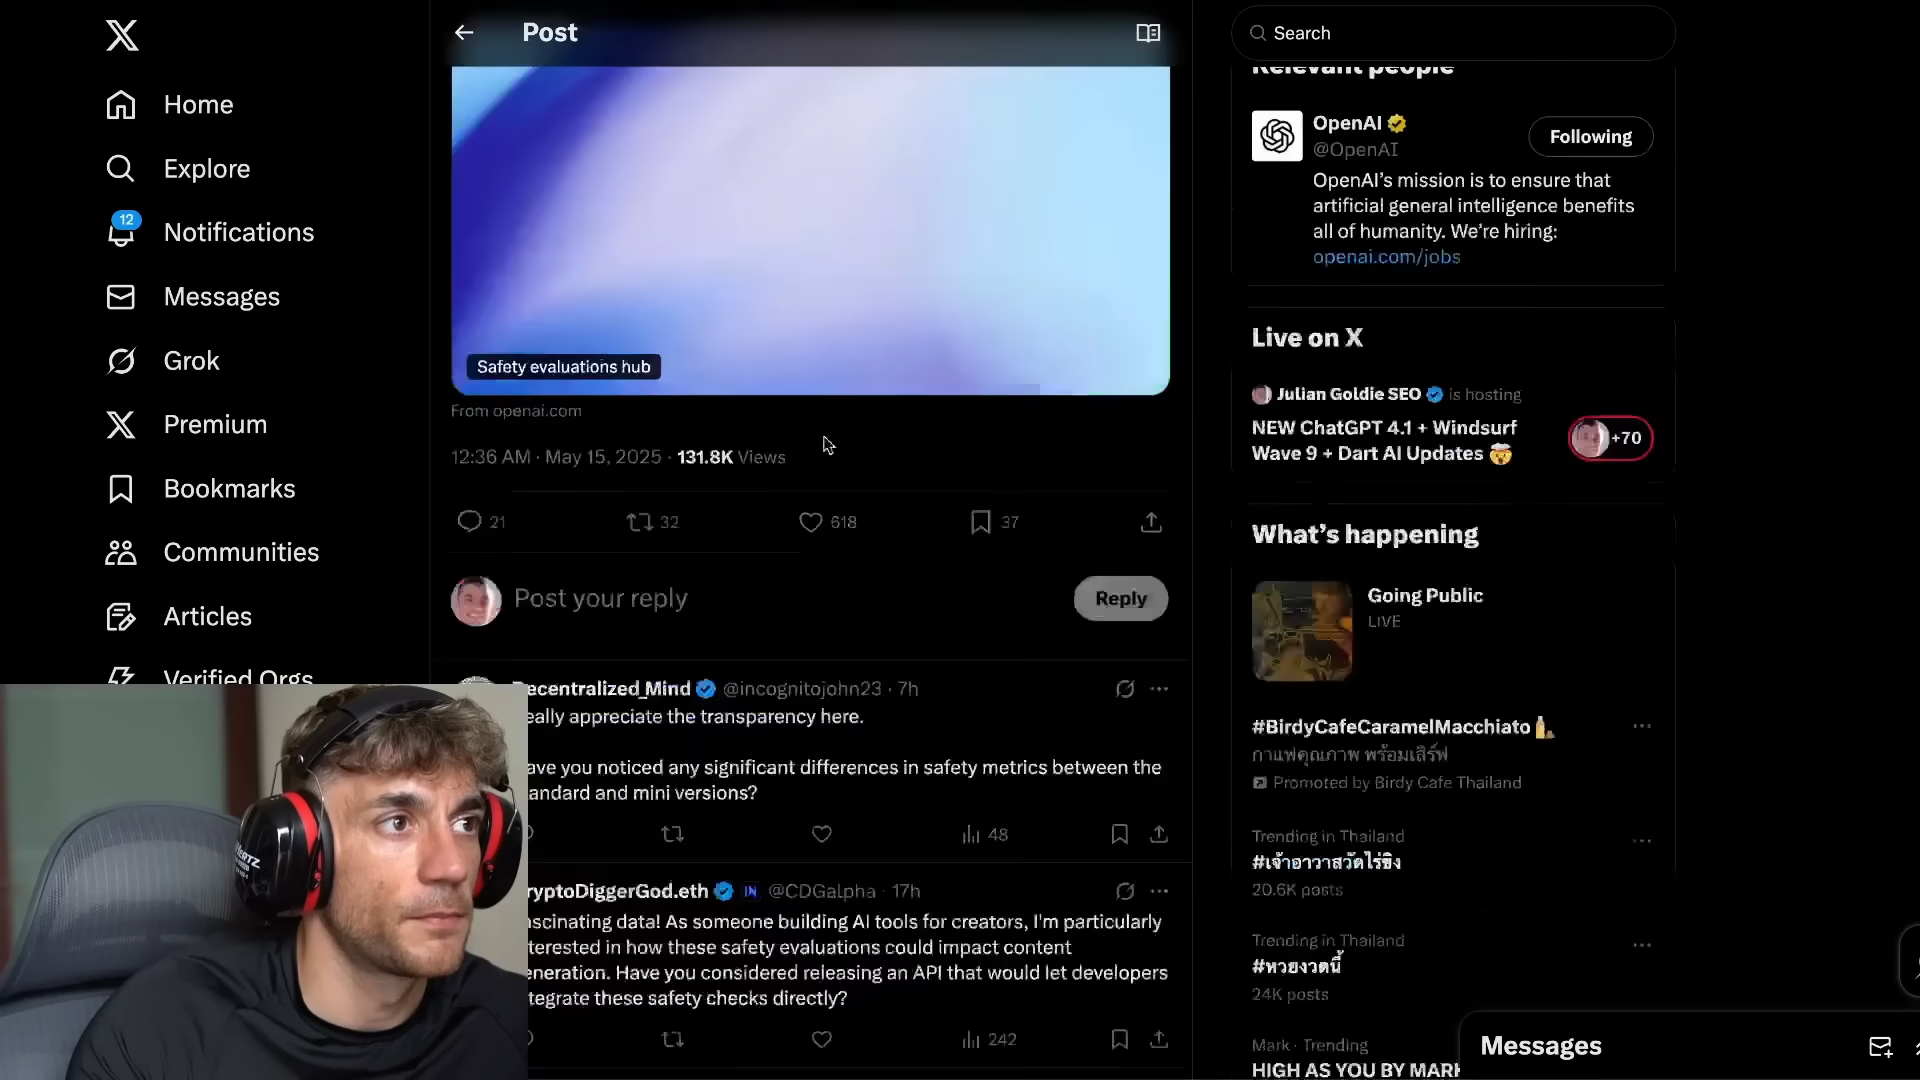 Home
Explore
12
Notifications
Messages
Grok
Premium
Bookmarks
Communities
Articles
Verified Orgs
Post
Safety evaluations hub
From openai.com
12:36 AM · May 15, 2025 · 131.8K Views
21
32
618
37
Post your reply
Reply
ecentralized_Mind @incognitojohn23 · 7h
eally appreciate the transparency here.
ave you noticed any significant differences in safety metrics between the
andard and mini versions?
48
ryptoDiggerGod.eth IN @CDGalpha · 17h
scinating data! As someone building AI tools for creators, I'm particularly
terested in how these safety evaluations could impact content
eneration. Have you considered releasing an API that would let developers
tegrate these safety checks directly?
242
Search
Relevant people
OpenAI
@OpenAI
Following
OpenAI’s mission is to ensure that
artificial general intelligence benefits
all of humanity. We’re hiring:
openai.com/jobs
Live on X
Julian Goldie SEO is hosting
NEW ChatGPT 4.1 + Windsurf
Wave 9 + Dart AI Updates 🤯
+70
What’s happening
Going Public
LIVE
#BirdyCafeCaramelMacchiato
กาแฟคุณภาพ พร้อมเสิร์ฟ
Promoted by Birdy Cafe Thailand
Trending in Thailand
#เจ้าอาวาสวัดไร่ขิง
20.6K posts
Trending in Thailand
#หวยงวดนี้
24K posts
Mark · Trending
HIGH AS YOU BY MARK
Messages